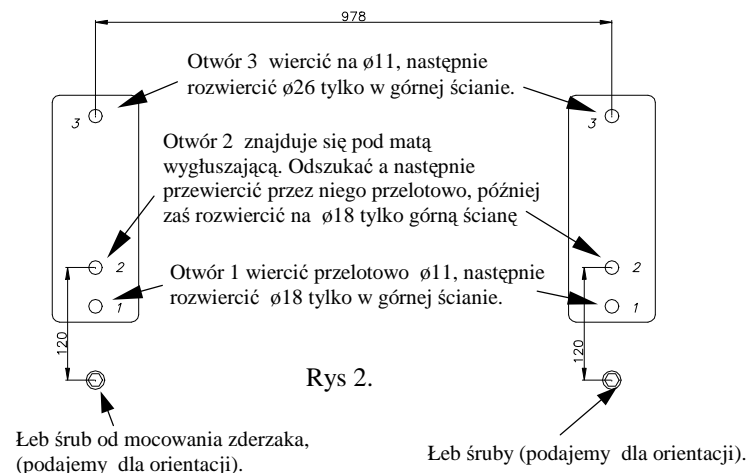 978
Otwór 3 wiercić na ø11, następnie
rozwiercić ø26 tylko w górnej ścianie.
3
3
Otwór 2 znajduje się pod matą
wygłuszającą. Odszukać a następnie
przewiercić przez niego przelotowo, później
zaś rozwiercić na ø18 tylko górną ścianę
2
2
Otwór 1 wiercić przelotowo ø11, następnie
rozwiercić ø18 tylko w górnej ścianie.
1
1
120
120
Rys 2.
Łeb śrub od mocowania zderzaka,
(podajemy dla orientacji).
Łeb śruby (podajemy dla orientacji).